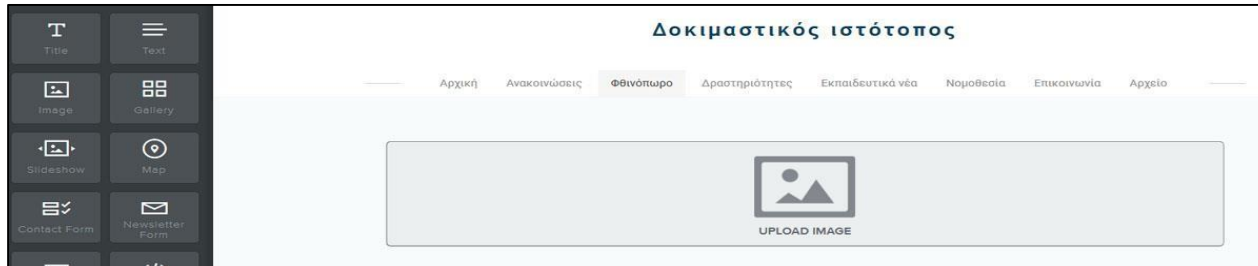 Title
Text
Image
Gallery
Slideshow
Map
Contact Form
Newsletter
Form
Δοκιμαστικός ιστότοπος
Αρχική Ανακοινώσεις Φθινόπωρο Δραστηριότητες Εκπαιδευτικά νέα Νομοθεσία Επικοινωνία Αρχείο
UPLOAD IMAGE